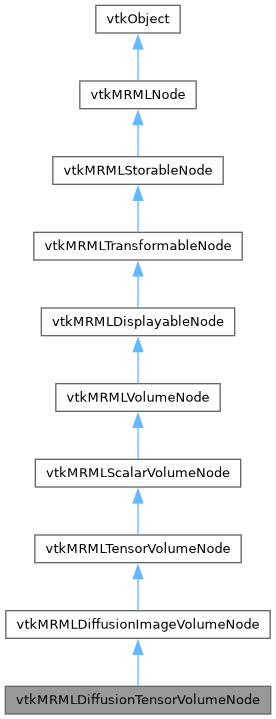 vtkObject
vtkMRMLNode
vtkMRMLStorableNode
vtkMRMLTransformableNode
vtkMRMLDisplayableNode
vtkMRMLVolumeNode
vtkMRMLScalarVolumeNode
vtkMRMLTensorVolumeNode
vtkMRMLDiffusionImageVolumeNode
vtkMRMLDiffusionTensorVolumeNode